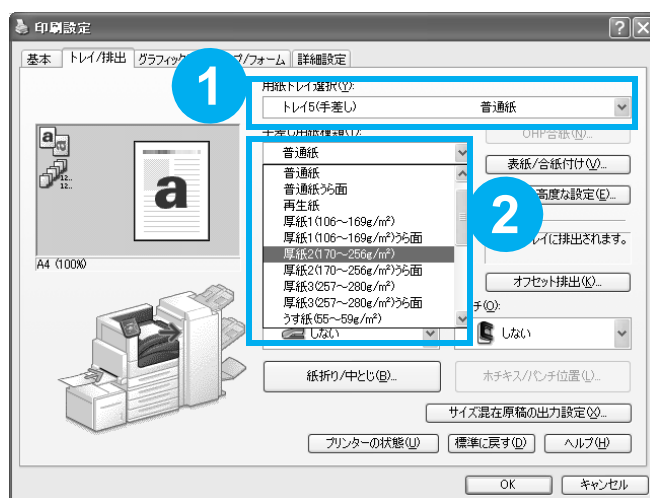 印刷設定
基本 トレイ/排出 グラフィック /フォーム 詳細設定
1
用紙トレイ選択(Y):
トレイ5(手差し) 普通紙
手差し用紙種類(T):
OHP合紙(N)...
普通紙
表紙/合紙付け(V)...
普通紙
普通紙うら面
2
高度な設定(E)...
再生紙
厚紙1(106～169g/m²)
厚紙1(106～169g/m²)うら面
レイに排出されます。
厚紙2(170～256g/m²)
厚紙2(170～256g/m²)うら面
A4 (100%)
オフセット排出(K)...
厚紙3(257～280g/m²)
厚紙3(257～280g/m²)うら面
うす紙(55～59g/m²)
チ(O):
しない しない
紙折り/中とじ(B)...
ホチキス/パンチ位置(L)...
サイズ混在原稿の出力設定(X)...
プリンターの状態(U) 標準に戻す(D) ヘルプ(H)
OK キャンセル
a
a
12..
12..